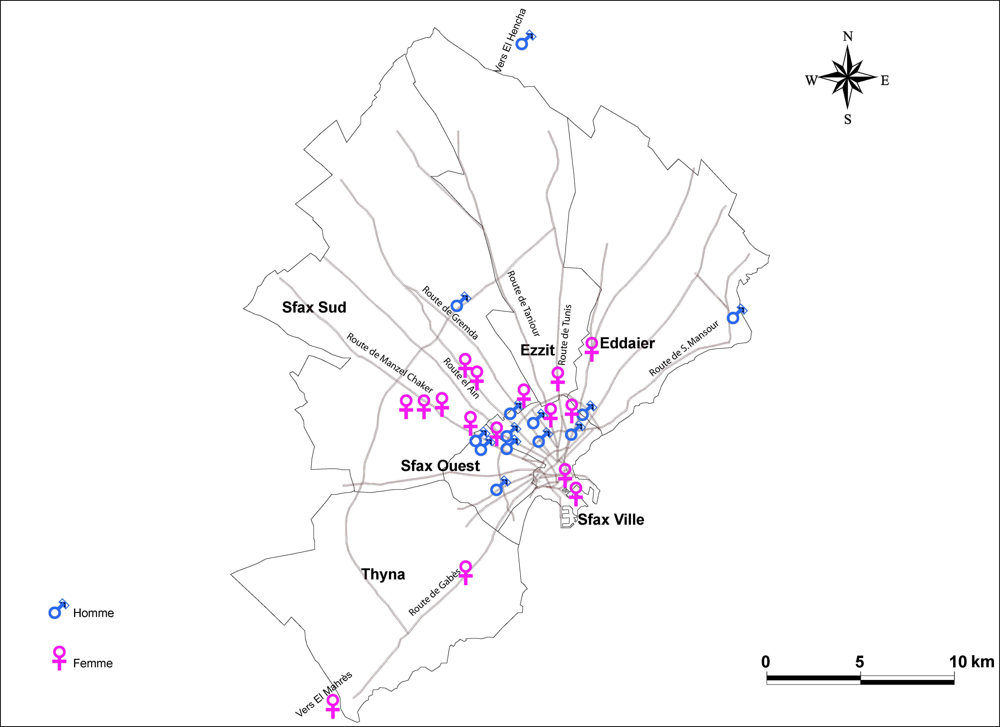 Vers El Hencha
N
W
E
S
Route de Gremda
Route de Taniour
Sfax Sud
Route de Tunis
Route de S.Mansour
Route de Manzel Chaker
Ezzit
Eddaier
Route el Ain
Sfax Ouest
Sfax Ville
Thyna
Route de Gabès
Homme
Femme
0 5 10 km
Vers El Mahrès